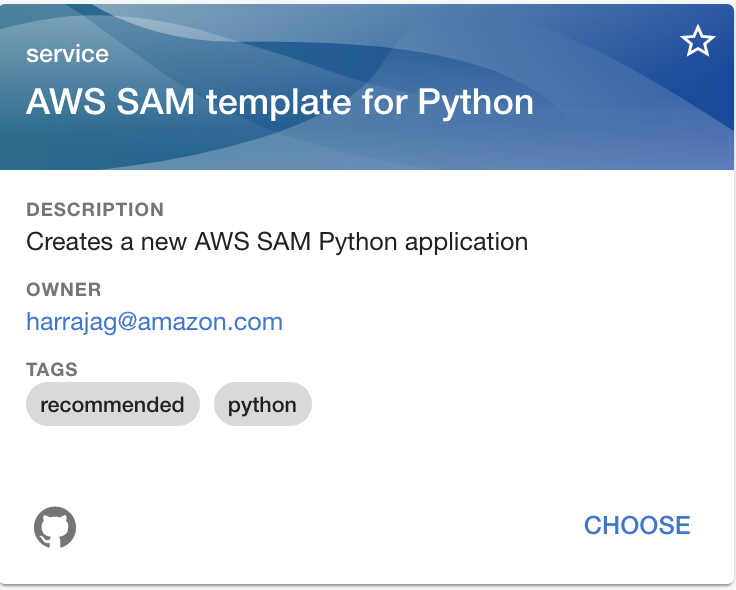 service
AWS SAM template for Python
DESCRIPTION
Creates a new AWS SAM Python application
OWNER
harrajag@amazon.com
TAGS
recommended python
CHOOSE